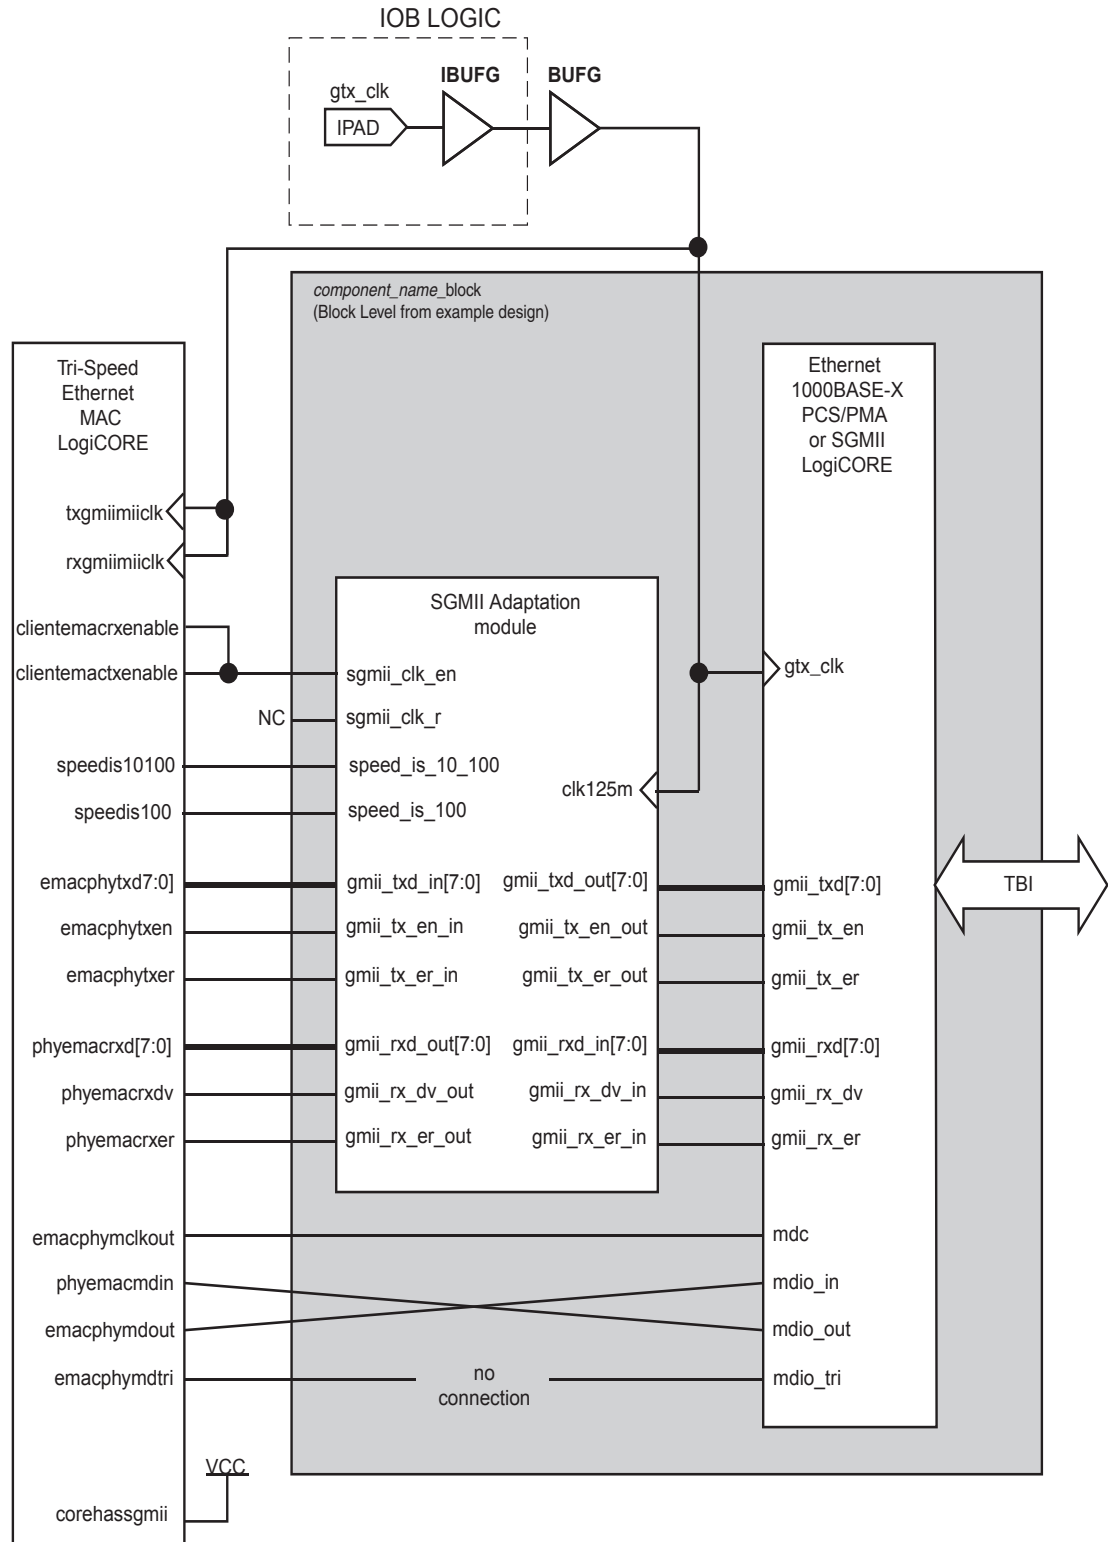 IOB LOGIC
IBUFG
BUFG
gtx_clk
IPAD
component_name_block
(Block Level from example design)
Tri-Speed
Ethernet
MAC
LogiCORE
Ethernet
1000BASE-X
PCS/PMA
or SGMII
LogiCORE
txgmiimiiclk
rxgmiimiiclk
SGMII Adaptation
module
clientemacrxenable
clientemactxenable
sgmii_clk_en
gtx_clk
NC
sgmii_clk_r
speedis10100
speed_is_10_100
clk125m
speedis100
speed_is_100
emacphytxd7:0]
gmii_txd_in[7:0]
gmii_txd_out[7:0]
gmii_txd[7:0]
TBI
emacphytxen
gmii_tx_en_in
gmii_tx_en_out
gmii_tx_en
emacphytxer
gmii_tx_er_in
gmii_tx_er_out
gmii_tx_er
phyemacrxd[7:0]
gmii_rxd_out[7:0]
gmii_rxd_in[7:0]
gmii_rxd[7:0]
phyemacrxdv
gmii_rx_dv_out
gmii_rx_dv_in
gmii_rx_dv
phyemacrxer
gmii_rx_er_out
gmii_rx_er_in
gmii_rx_er
emacphymclkout
mdc
phyemacmdin
mdio_in
emacphymdout
mdio_out
emacphymdtri
no
connection
mdio_tri
VCC
corehassgmii